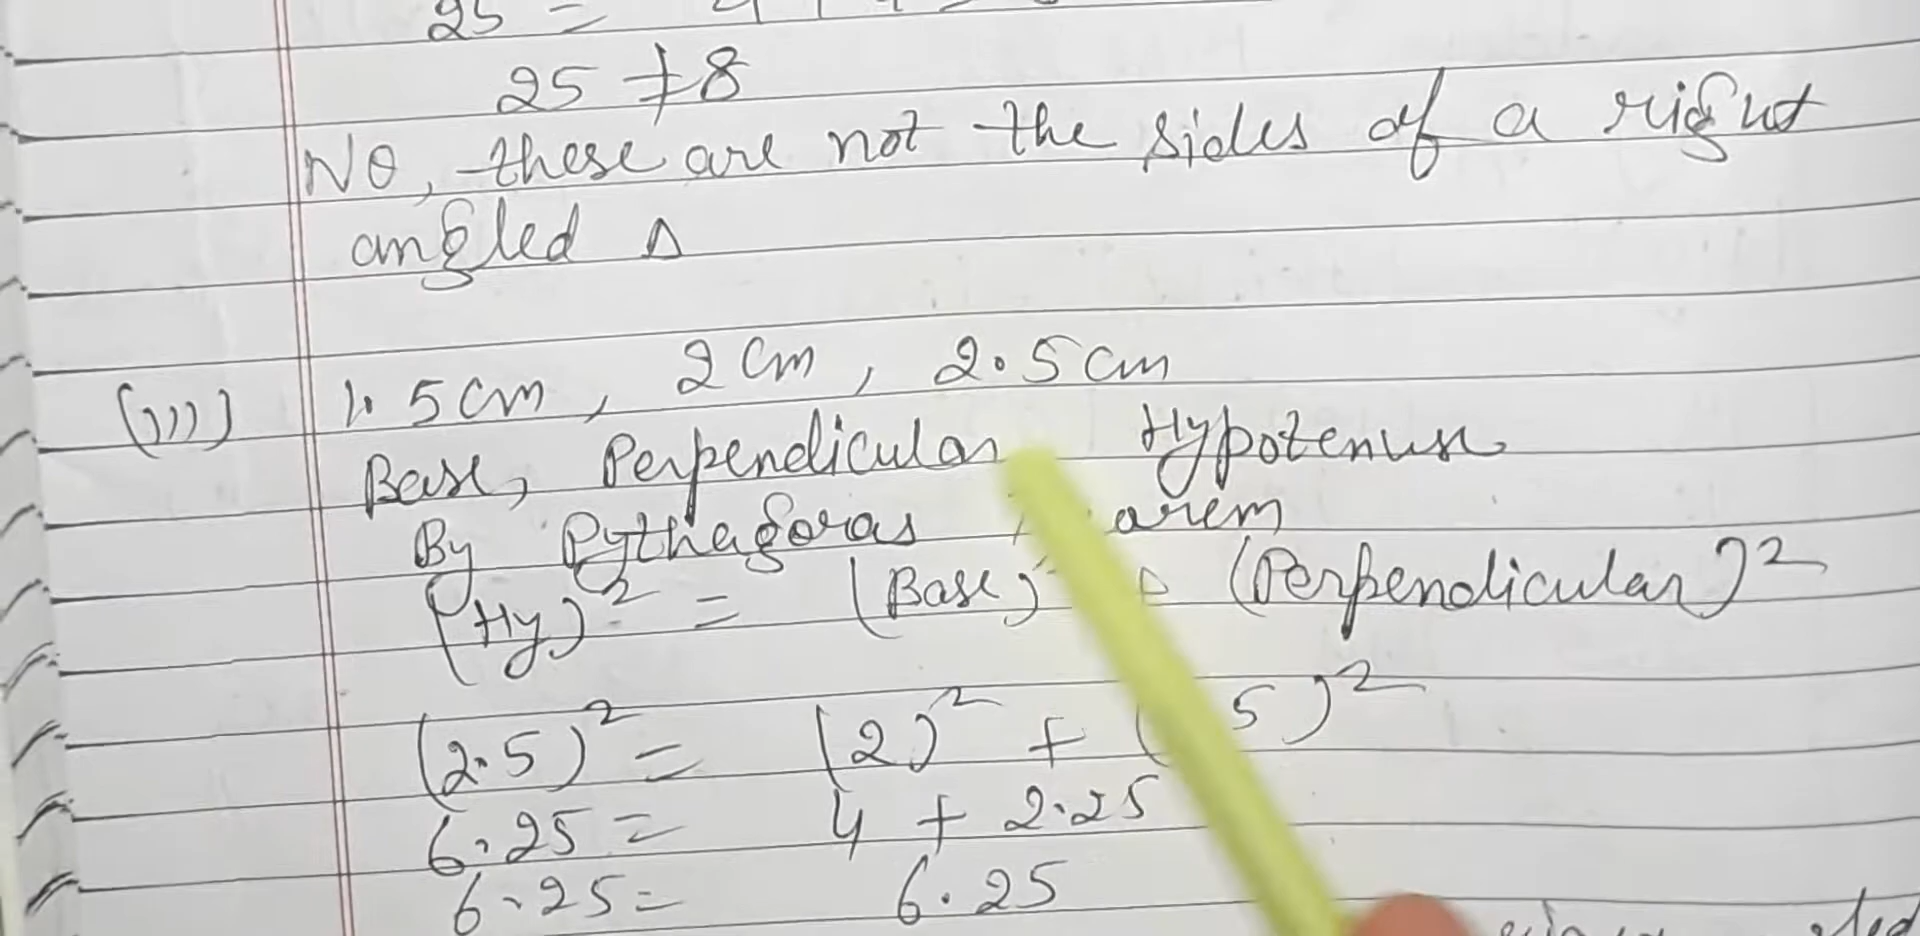 25 =
25 ≠ 8
No, these are not the sides of a right
angled △
(iii) 1.5 cm, 2 cm, 2.5 cm
Base, Perpendicular Hypotenuse
By Pythagoras orem
(Hy)² = (Base) (Perpendicular)²
(2.5)² = (2)² + ( 5)²
6.25 = 4 + 2.25
6.25 = 6.25